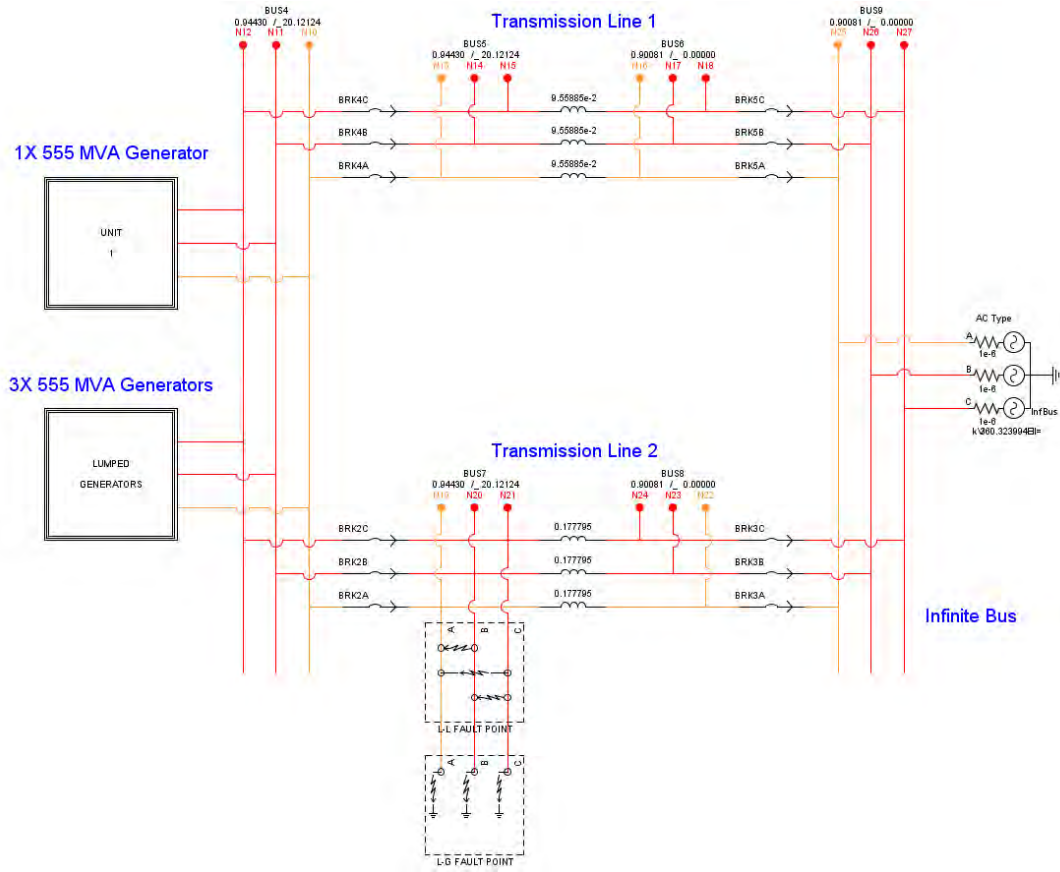 Transmission Line 1
BUS4
0.94430 /_ 20.12124
N12 N11 N10
BUS9
0.90081 /_ 0.00000
N25 N26 N27
BUS5
0.94430 /_ 20.12124
N13 N14 N15
BUS6
0.90081 /_ 0.00000
N16 N17 N18
BRK4C 9.55885e-2 BRK5C
BRK4B 9.55885e-2 BRK5B
BRK4A 9.55885e-2 BRK5A
1X 555 MVA Generator
UNIT
1
3X 555 MVA Generators
LUMPED
GENERATORS
AC Type
A
1e-6
B
1e-6
C
1e-6
InfBus
Transmission Line 2
BUS7
0.94430 /_ 20.12124
N19 N20 N21
BUS8
0.90081 /_ 0.00000
N24 N23 N22
BRK2C 0.177795 BRK3C
BRK2B 0.177795 BRK3B
BRK2A 0.177795 BRK3A
Infinite Bus
A B C
L-L FAULT POINT
A B C
L-G FAULT POINT